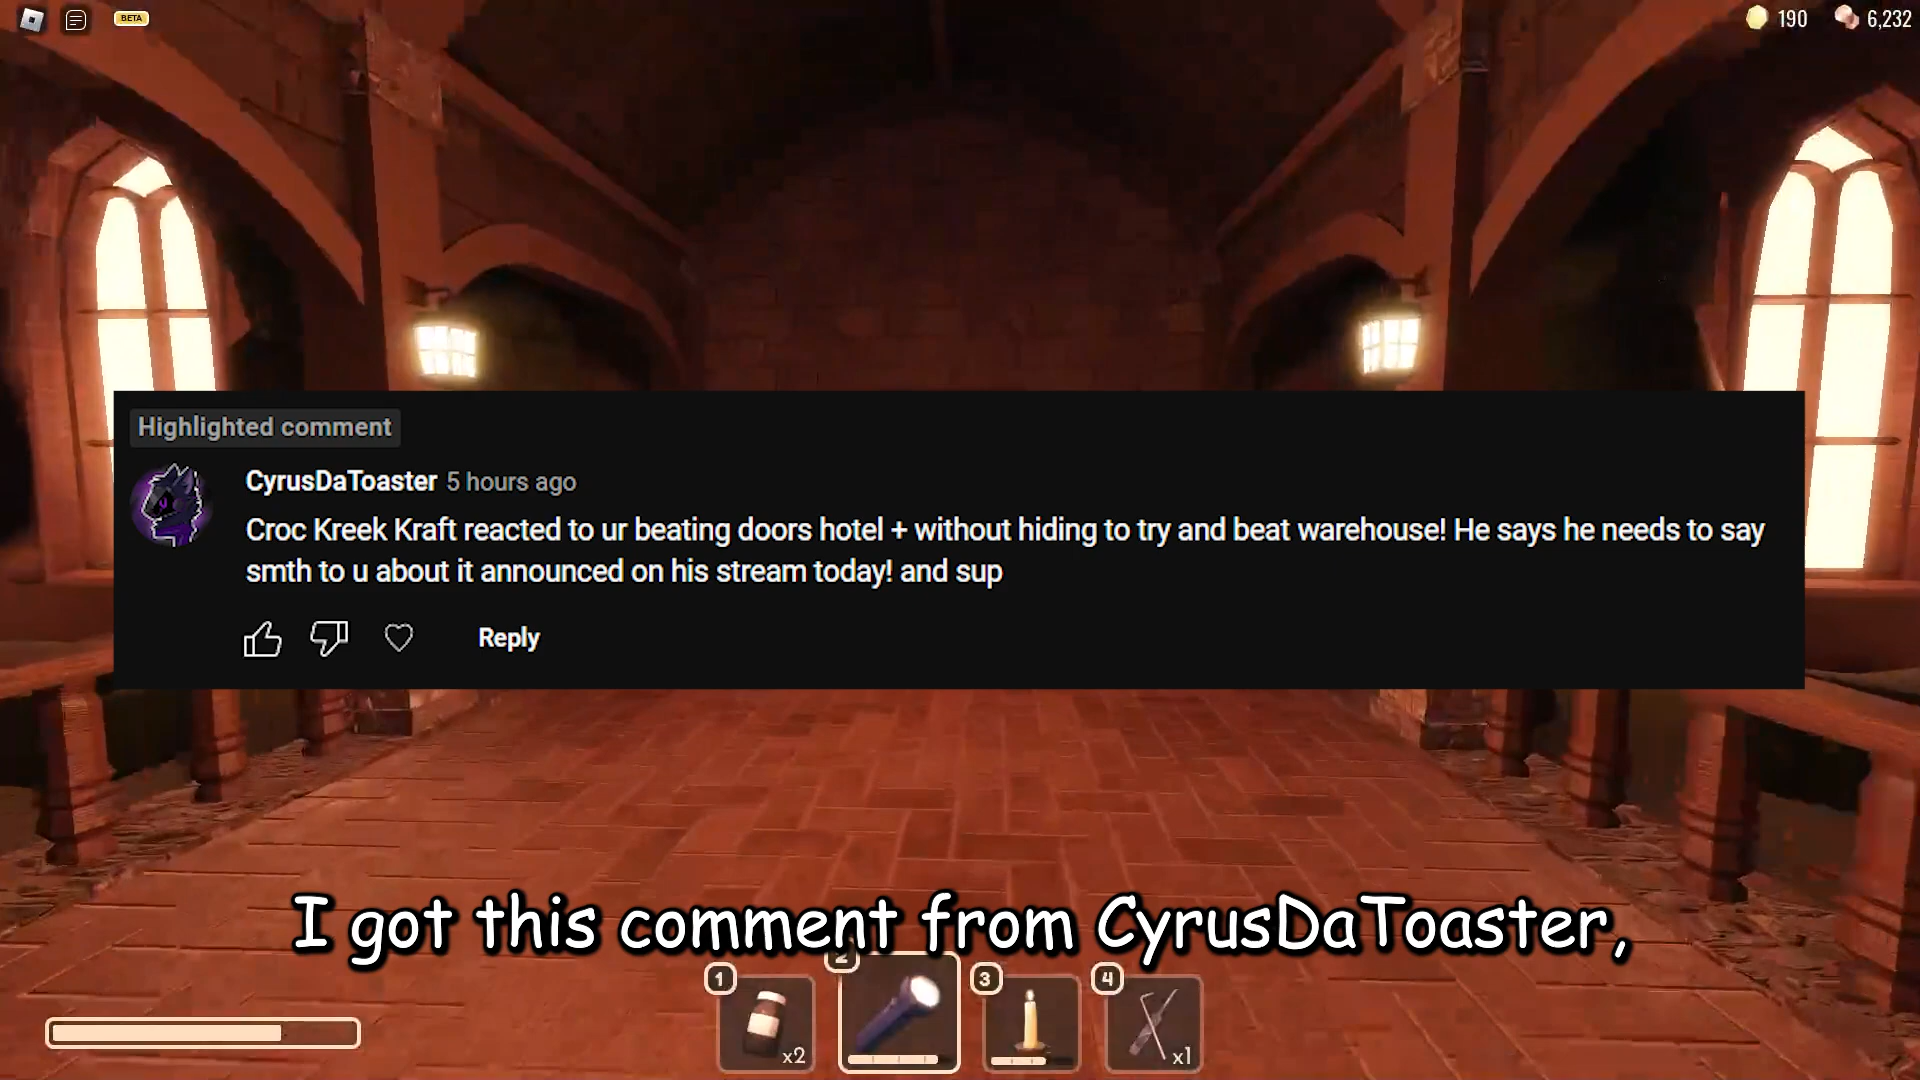 BETA
190
6,232
Highlighted comment
CyrusDaToaster 5 hours ago
Croc Kreek Kraft reacted to ur beating doors hotel + without hiding to try and beat warehouse! He says he needs to say
smth to u about it announced on his stream today! and sup
Reply
I got this comment from CyrusDaToaster,
1
2
3
4
x2
x1